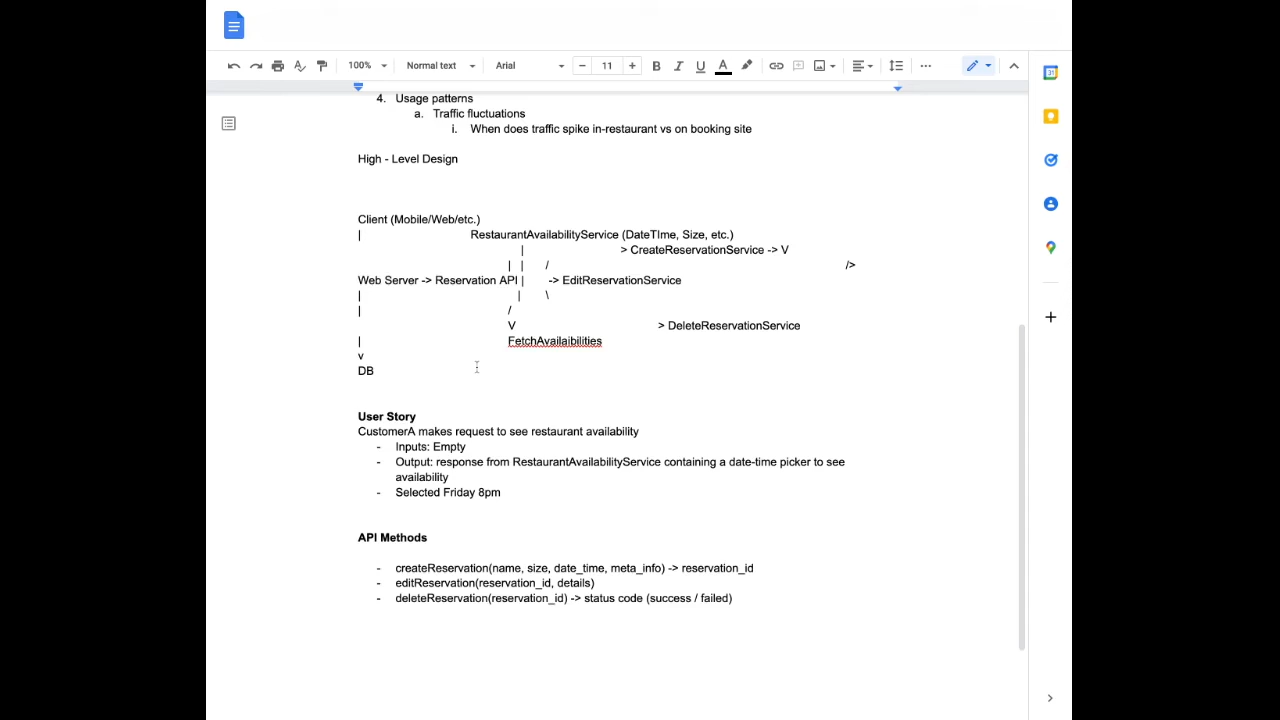 100%
Normal text
Arial
11
4. Usage patterns
a. Traffic fluctuations
i. When does traffic spike in-restaurant vs on booking site
High - Level Design
Client (Mobile/Web/etc.)
| RestaurantAvailabilityService (DateTIme, Size, etc.)
| > CreateReservationService -> V
| | / />
Web Server -> Reservation API | -> EditReservationService
| | \
| /
V > DeleteReservationService
| FetchAvailaibilities
v
DB
User Story
CustomerA makes request to see restaurant availability
- Inputs: Empty
- Output: response from RestaurantAvailabilityService containing a date-time picker to see
availability
- Selected Friday 8pm
API Methods
- createReservation(name, size, date_time, meta_info) -> reservation_id
- editReservation(reservation_id, details)
- deleteReservation(reservation_id) -> status code (success / failed)